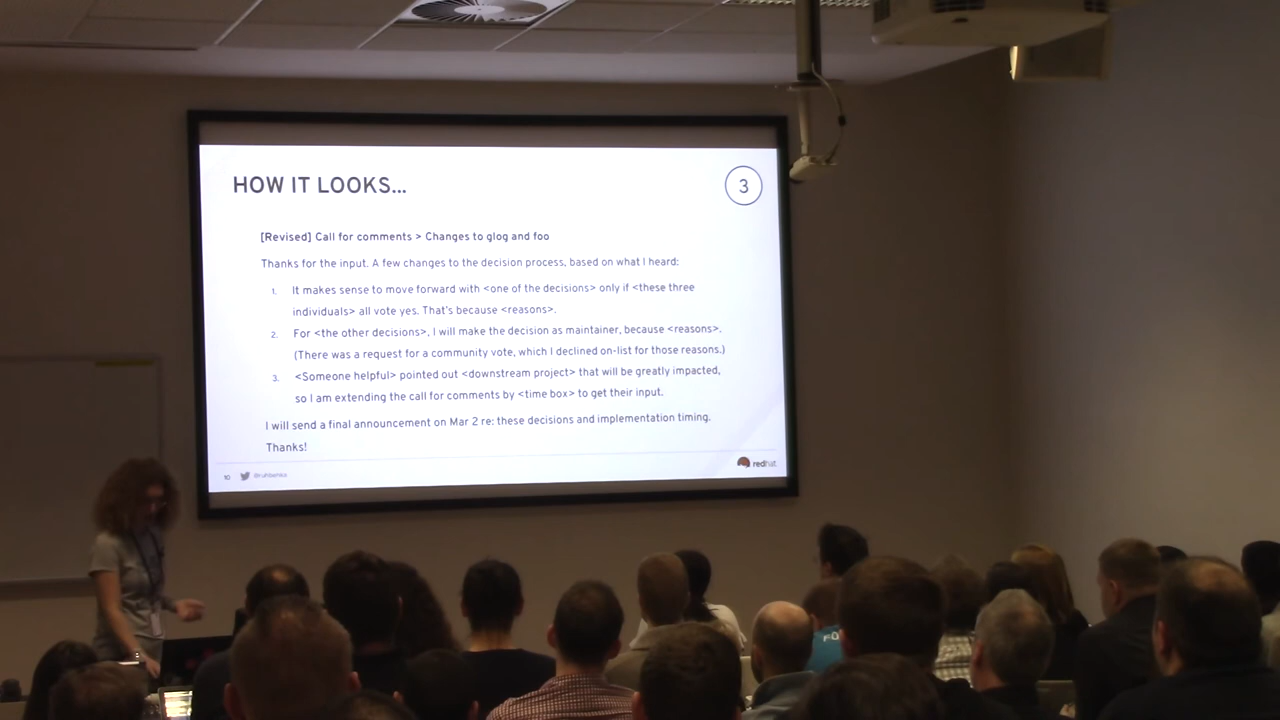 HOW IT LOOKS...
3
[Revised] Call for comments > Changes to glog and foo
Thanks for the input. A few changes to the decision process, based on what I heard:
1. It makes sense to move forward with <one of the decisions> only if <these three
individuals> all vote yes. That's because <reasons>.
2. For <the other decisions>, I will make the decision as maintainer, because <reasons>.
(There was a request for a community vote, which I declined on-list for those reasons.)
3. <Someone helpful> pointed out <downstream project> that will be greatly impacted,
so I am extending the call for comments by <time box> to get their input.
I will send a final announcement on Mar 2 re: these decisions and implementation timing.
Thanks!
10
redhat.